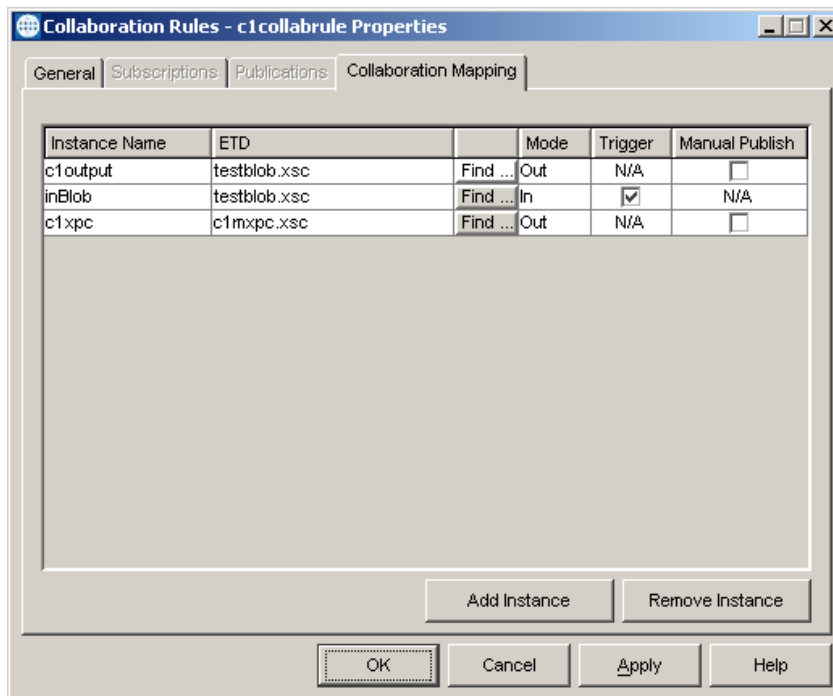 Collaboration Rules - c1collabrule Properties
General Subscriptions Publications Collaboration Mapping
Instance Name ETD Mode Trigger Manual Publish
c1output testblob.xsc Find ... Out N/A
inBlob testblob.xsc Find ... In N/A
c1xpc c1mxpc.xsc Find ... Out N/A
Add Instance Remove Instance
OK Cancel Apply Help